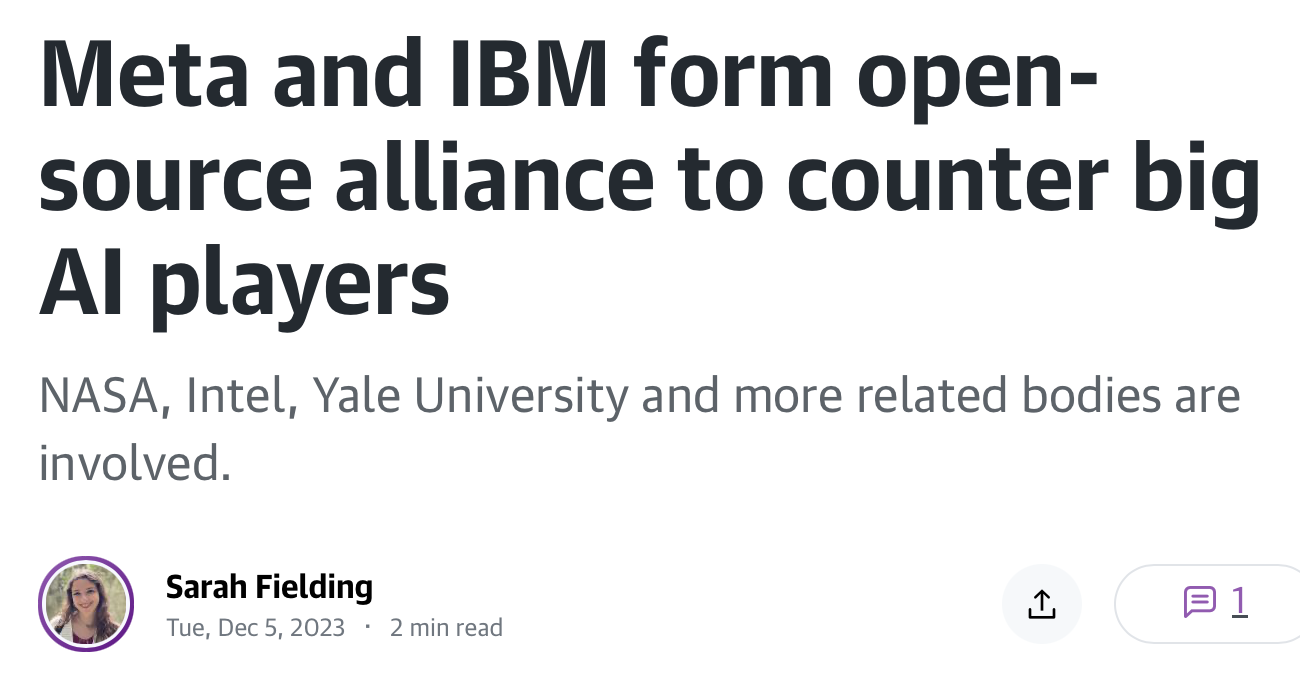 Meta and IBM form open-
source alliance to counter big
AI players
NASA, Intel, Yale University and more related bodies are
involved.
Sarah Fielding
Tue, Dec 5, 2023 · 2 min read
1